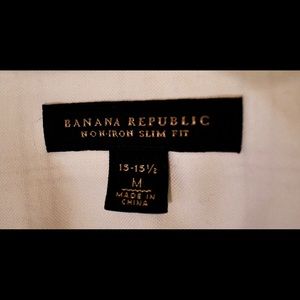 BANANA REPUBLIC
NON-IRON SLIM FIT
15-15½
M
MADE IN
CHINA